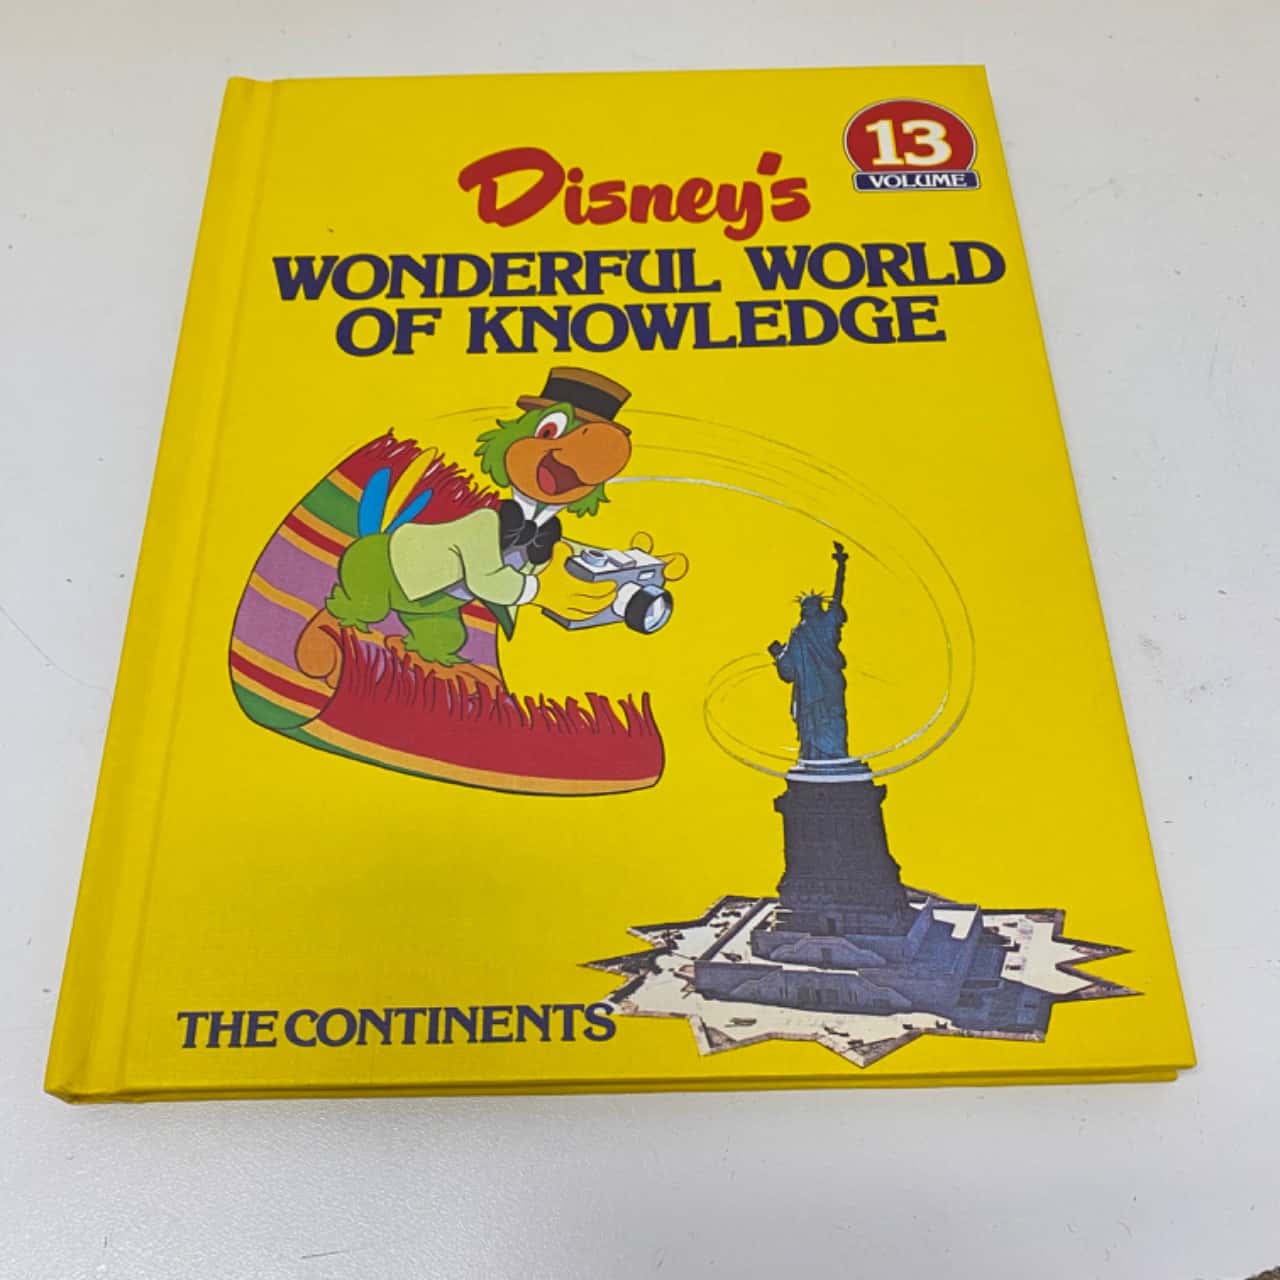 13
VOLUME
Disney's
WONDERFUL WORLD
OF KNOWLEDGE
THE CONTINENTS